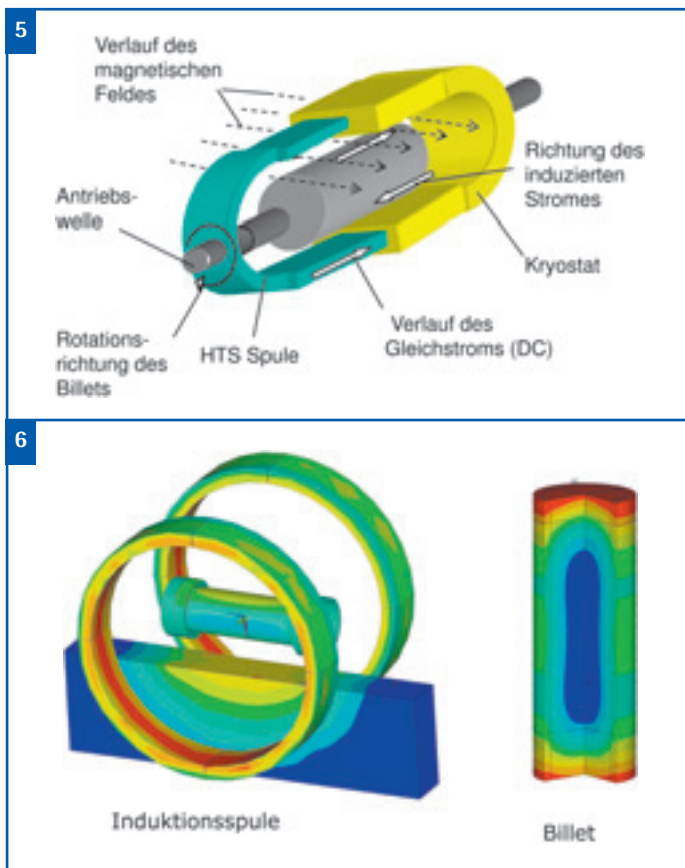 5
Verlauf des
magnetischen
Feldes
Richtung des
induzierten
Stromes
Antriebs-
welle
Kryostat
Verlauf des
Gleichstroms (DC)
Rotations-
richtung des
Billets
HTS Spule
6
Induktionsspule
Billet